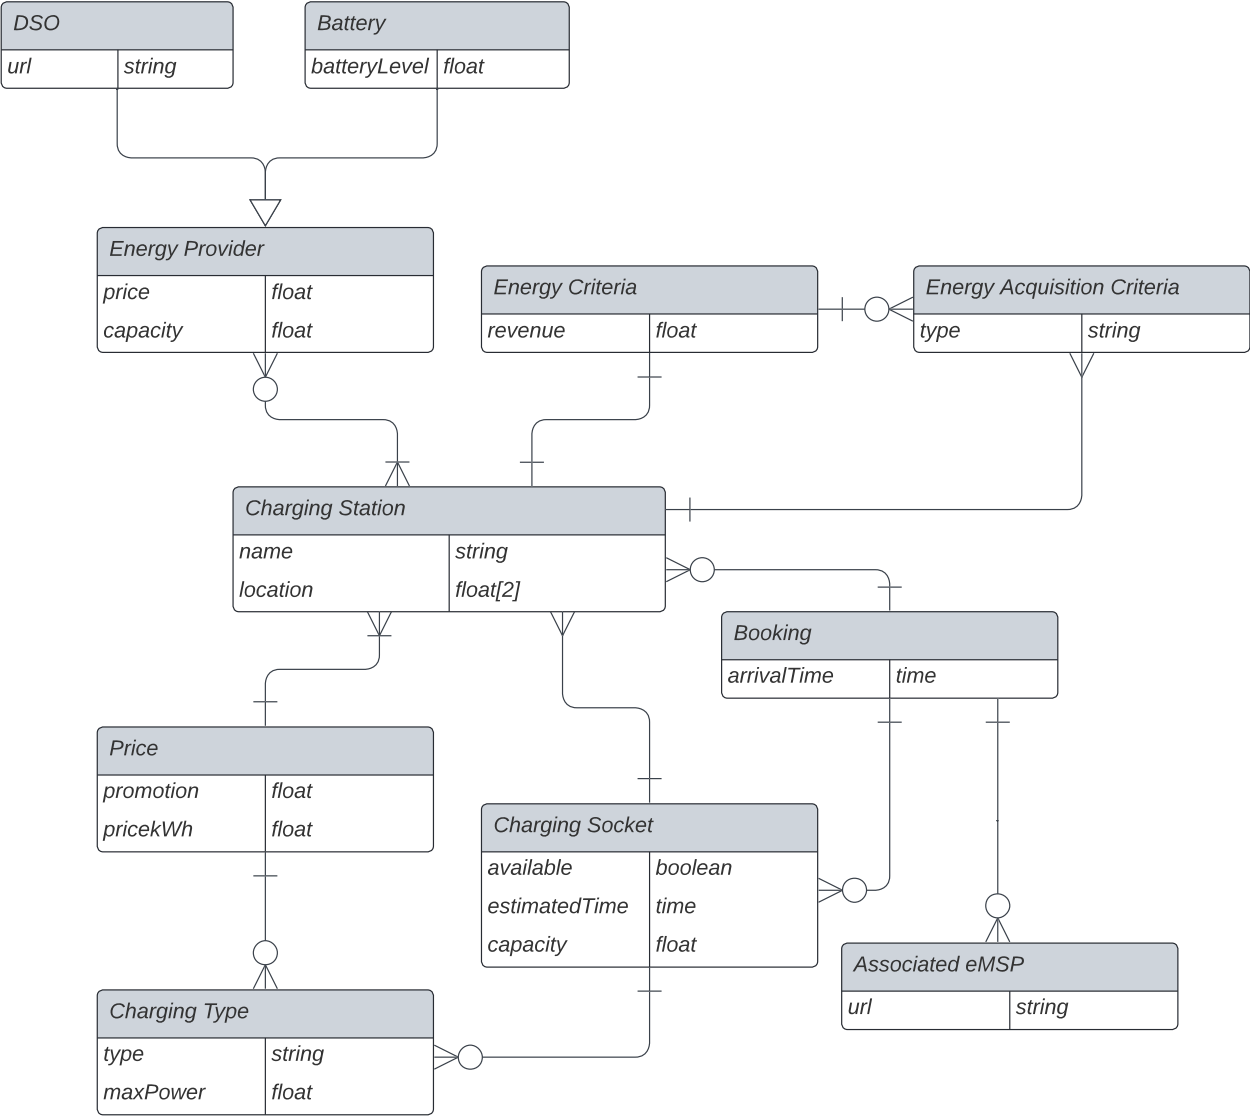 DSO
url string
Battery
batteryLevel float
Energy Provider
price float
capacity float
Energy Criteria
revenue float
Energy Acquisition Criteria
type string
Charging Station
name string
location float[2]
Booking
arrivalTime time
Price
promotion float
pricekWh float
Charging Socket
available boolean
estimatedTime time
capacity float
Associated eMSP
url string
Charging Type
type string
maxPower float